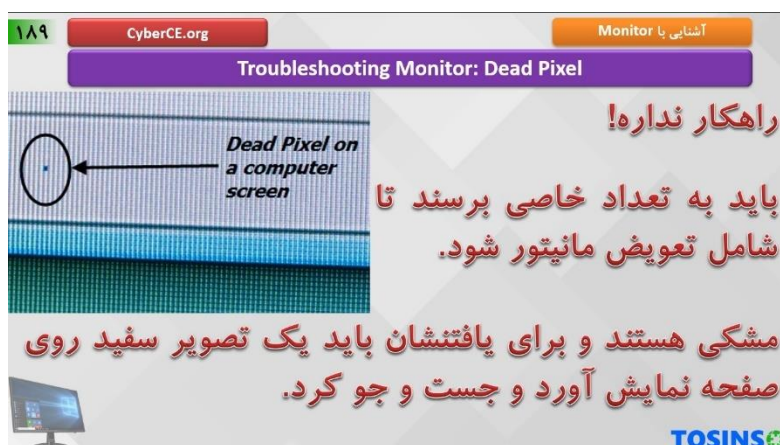 ۱۸۹
CyberCE.org
آشنایی با Monitor
Troubleshooting Monitor: Dead Pixel
Dead Pixel on
a computer
screen
راهکار نداره!
باید به تعداد خاصی برسند تا
شامل تعویض مانیتور شود.
مشکی هستند و برای یافتنشان باید یک تصویر سفید روی
صفحه نمایش آورد و جست و جو کرد.
TOSINSO